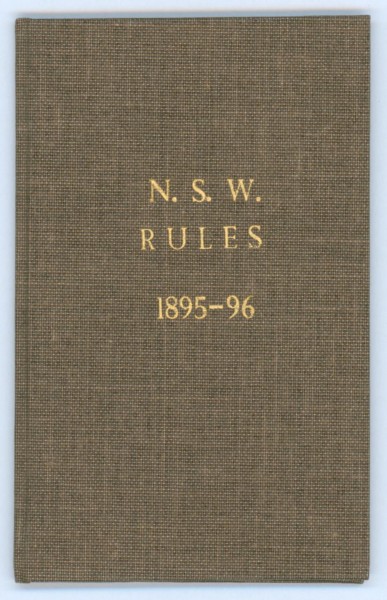 N. S. W.
RULES
1895-96